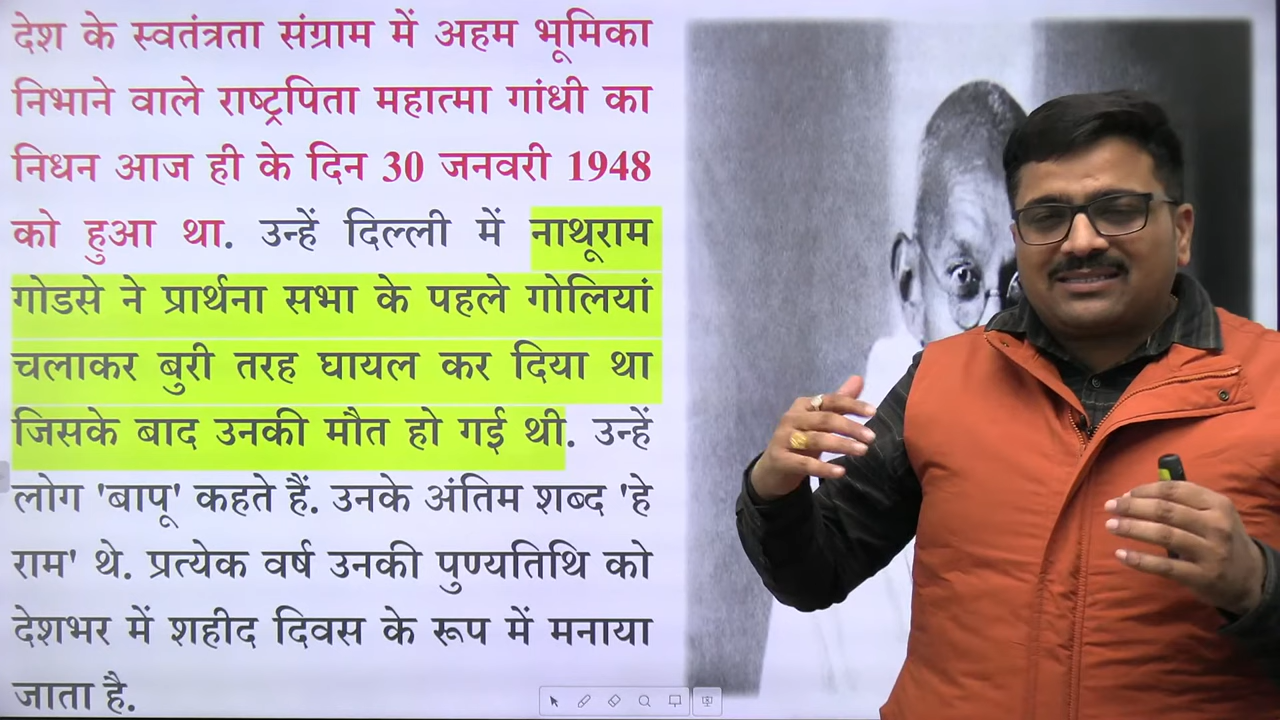 देश के स्वतंत्रता संग्राम में अहम भूमिका
निभाने वाले राष्ट्रपिता महात्मा गांधी का
निधन आज ही के दिन 30 जनवरी 1948
को हुआ था. उन्हें दिल्ली में नाथूराम
गोडसे ने प्रार्थना सभा के पहले गोलियां
चलाकर बुरी तरह घायल कर दिया था
जिसके बाद उनकी मौत हो गई थी. उन्हें
लोग 'बापू' कहते हैं. उनके अंतिम शब्द 'हे
राम' थे. प्रत्येक वर्ष उनकी पुण्यतिथि को
देशभर में शहीद दिवस के रूप में मनाया
जाता है.